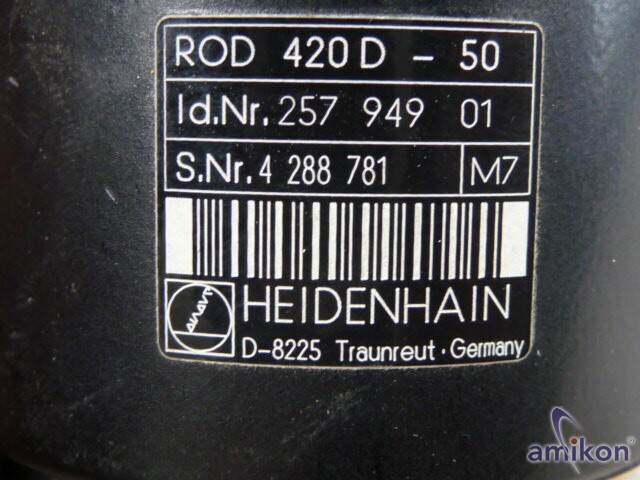 ROD 420 D - 50
Id.Nr. 257 949 01
S.Nr. 4 288 781 M7
HEIDENHAIN
D-8225 Traunreut · Germany
amikon